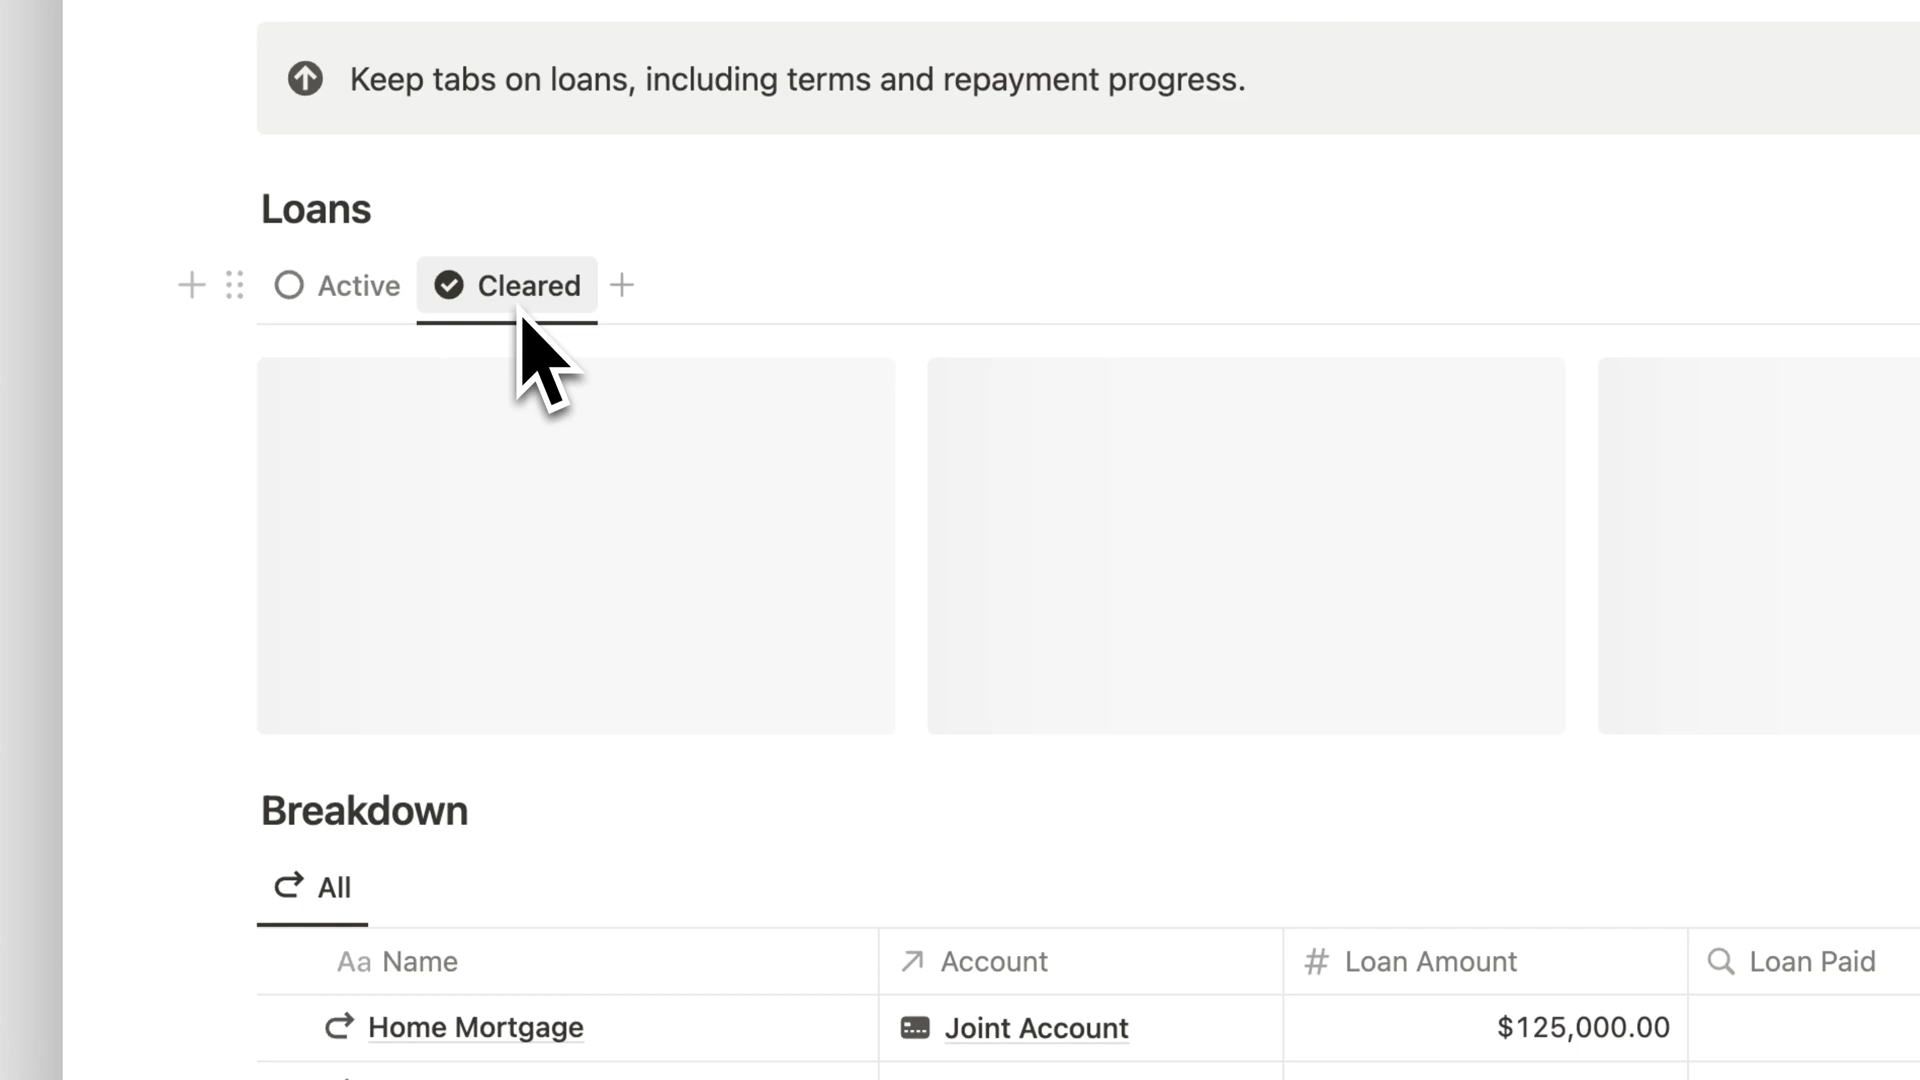 Keep tabs on loans, including terms and repayment progress.
Loans
Active Cleared
Breakdown
All
Aa Name Account # Loan Amount Loan Paid
Home Mortgage Joint Account $125,000.00